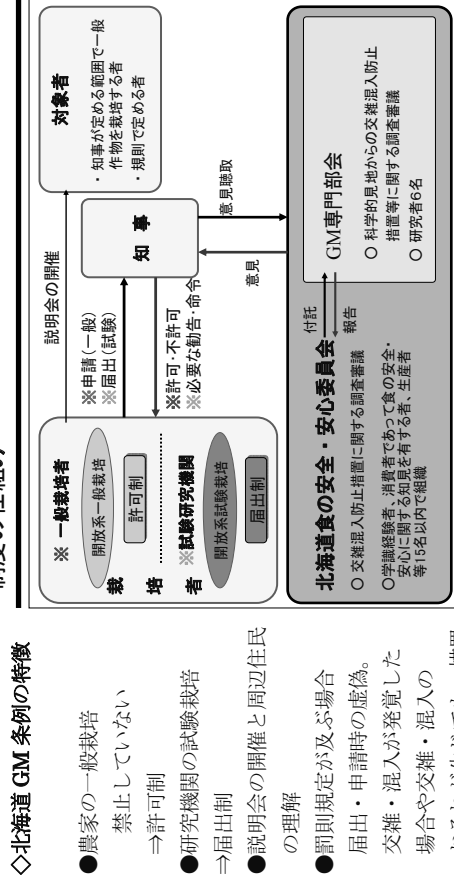 ◇北海道 GM 条例の特徴
●農家の一般栽培
禁止していない
⇒許可制
●研究機関の試験栽培
⇒届出制
●説明会の開催と周辺住民
の理解
●罰則規定が及ぶ場合
届出・申請時の虚偽。
交雑・混入が発覚した
場合や交雑・混入の
※ 一般栽培者
開放系一般栽培
許可制
栽
培
者
※試験研究機関
開放系試験栽培
届出制
説明会の開催
※申請(一般)
※届出(試験)
※許可・不許可
※必要な勧告・命令
知 事
対象者
・ 知事が定める範囲で一般
作物を栽培する者
・ 規則で定める者
意見
意見聴取
北海道食の安全・安心委員会
○ 交雑混入防止措置に関する調査審議
○学識経験者、消費者であって食の安全・
安心に関する知見を有する者、生産者
等15名以内で組織
付託
報告
GM専門部会
○ 科学的見地からの交雑混入防止
措置等に関する調査審議
○ 研究者6名